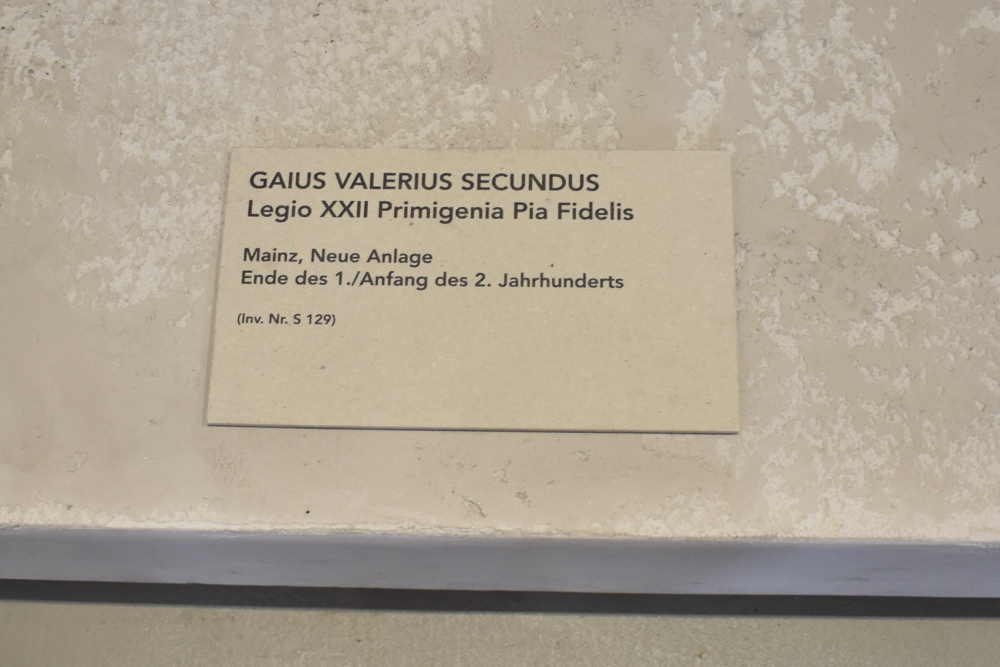 GAIUS VALERIUS SECUNDUS
Legio XXII Primigenia Pia Fidelis
Mainz, Neue Anlage
Ende des 1./Anfang des 2. Jahrhunderts
(Inv. Nr. S 129)